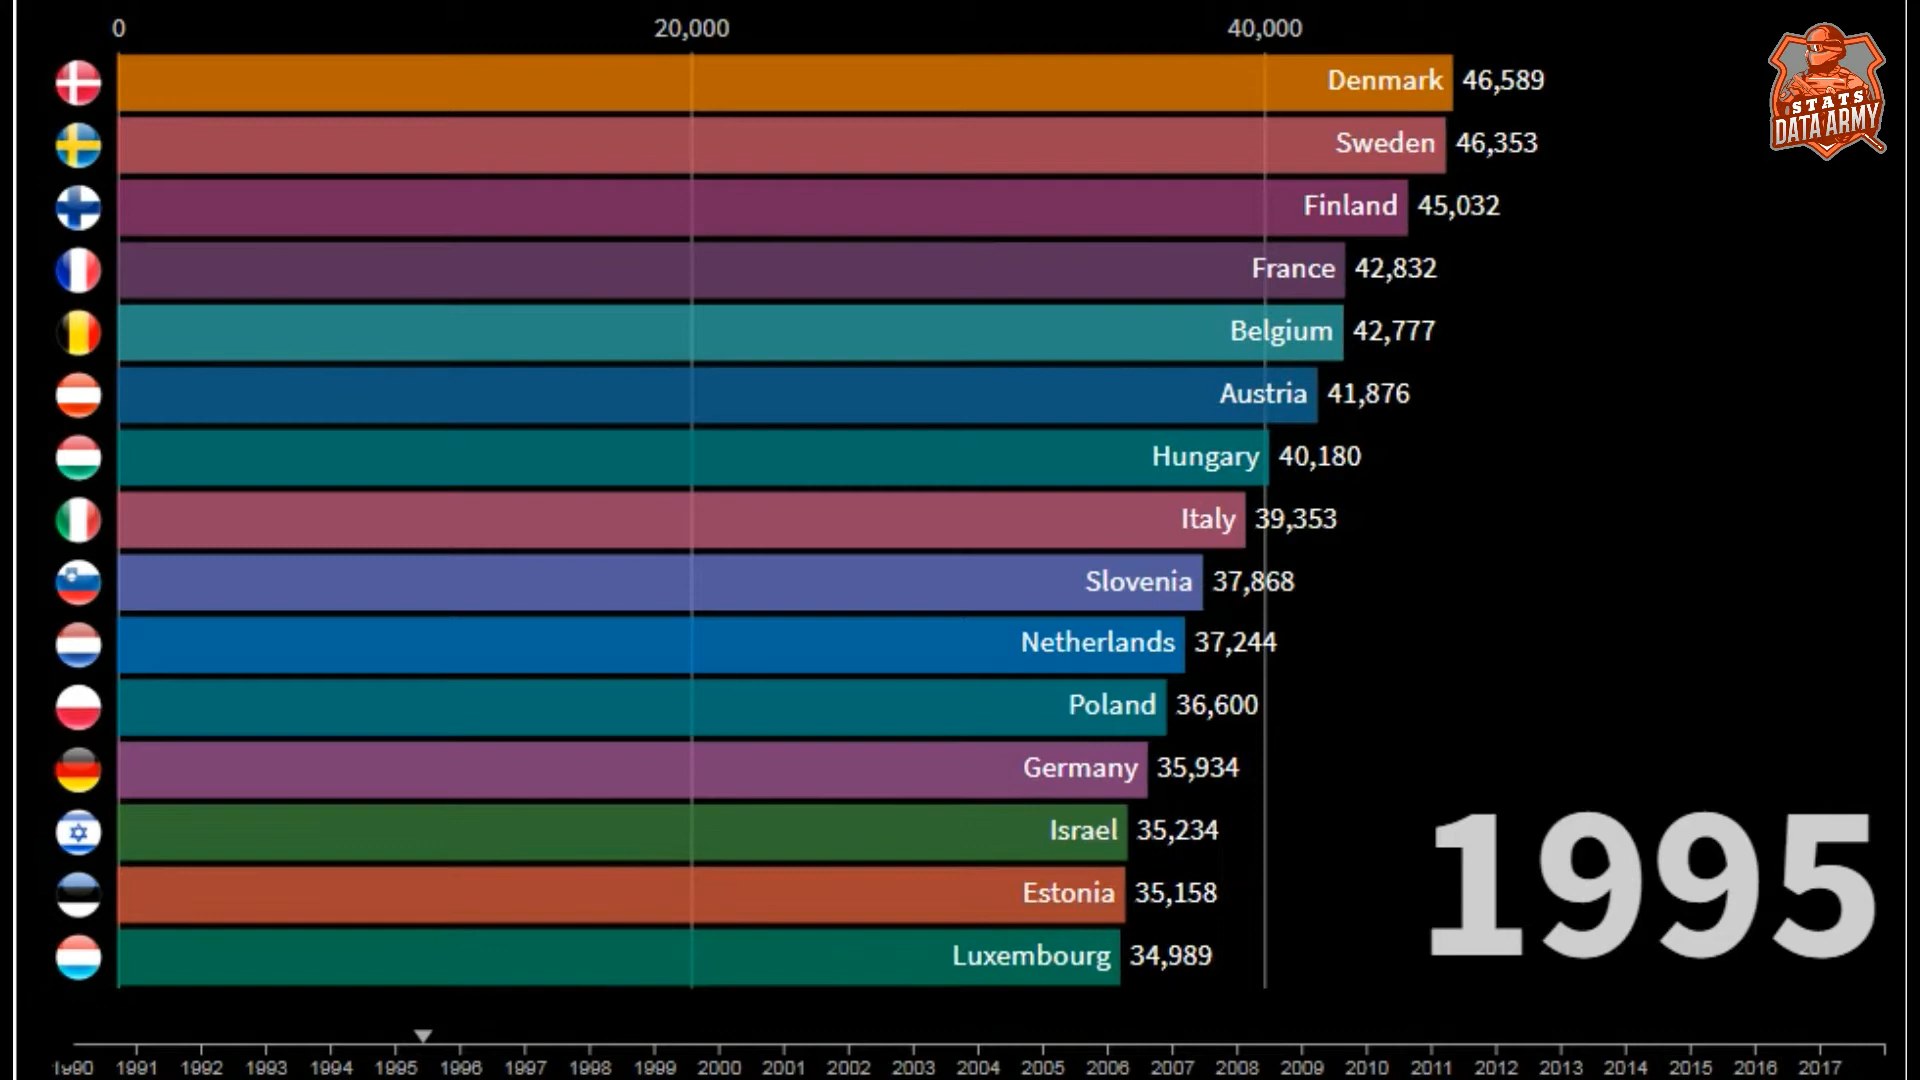 0 20,000 40,000
Denmark 46,589
Sweden 46,353
Finland 45,032
France 42,832
Belgium 42,777
Austria 41,876
Hungary 40,180
Italy 39,353
Slovenia 37,868
Netherlands 37,244
Poland 36,600
Germany 35,934
Israel 35,234
Estonia 35,158
Luxembourg 34,989
STATS
DATA ARMY
1995
1990 1991 1992 1993 1994 1995 1996 1997 1998 1999 2000 2001 2002 2003 2004 2005 2006 2007 2008 2009 2010 2011 2012 2013 2014 2015 2016 2017